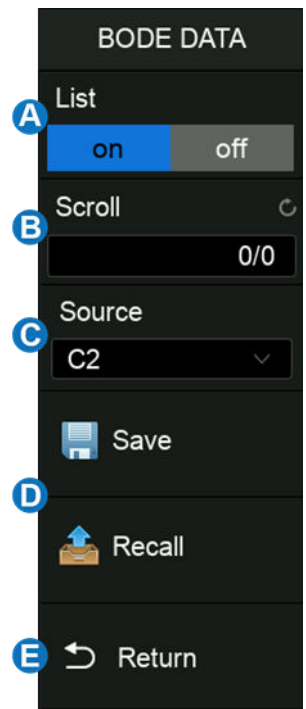 BODE DATA
List
A
on off
Scroll
B
0/0
Source
C
C2
Save
D
Recall
E Return